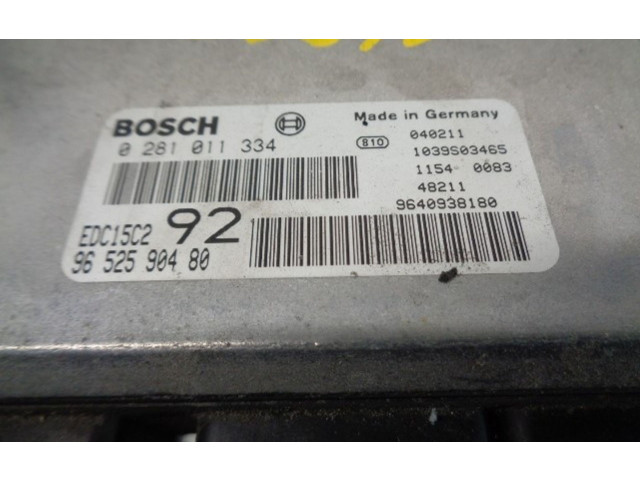 BOSCH
0 281 011 334
EDC15C2 92
96 525 904 80
Made in Germany
810 040211
1039S03465
1154 0083
48211
9640938180